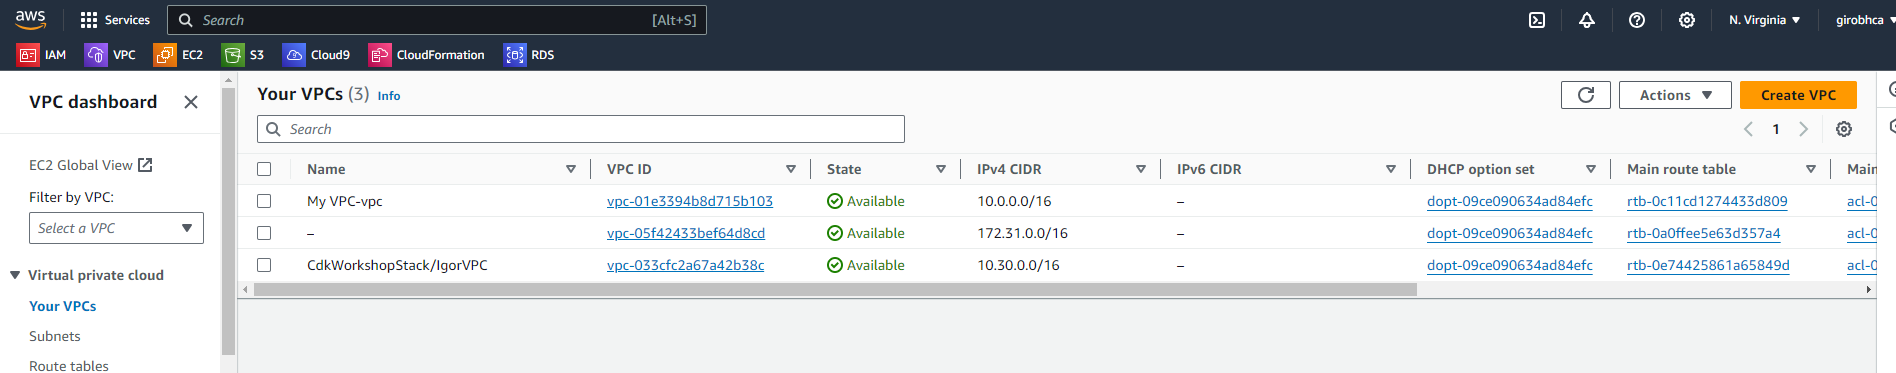 aws Services Search [Alt+S] N. Virginia girobhca
IAM VPC EC2 S3 Cloud9 CloudFormation RDS
VPC dashboard
EC2 Global View
Filter by VPC:
Select a VPC
Virtual private cloud
Your VPCs
Subnets
Route tables
Your VPCs (3) Info Actions Create VPC
Search 1
Name VPC ID State IPv4 CIDR IPv6 CIDR DHCP option set Main route table Main
My VPC-vpc vpc-01e3394b8d715b103 Available 10.0.0.0/16 – dopt-09ce090634ad84efc rtb-0c11cd1274433d809 acl-0
– vpc-05f42433bef64d8cd Available 172.31.0.0/16 – dopt-09ce090634ad84efc rtb-0a0ffee5e63d357a4 acl-0
CdkWorkshopStack/IgorVPC vpc-033cfc2a67a42b38c Available 10.30.0.0/16 – dopt-09ce090634ad84efc rtb-0e74425861a65849d acl-0